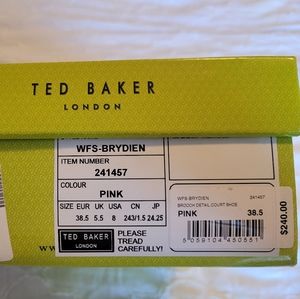 TED BAKER
LONDON
WFS-BRYDIEN
ITEM NUMBER
241457
COLOUR
PINK
SIZE EUR UK USA CN JP
38.5 5.5 8 243/1.5 24.25
TED BAKER
LONDON
PLEASE
TREAD
CAREFULLY!
WFS-BRYDIEN 241457
BROOCH DETAIL COURT SHOE
PINK 38.5
5 059104 450551
$240.00
www